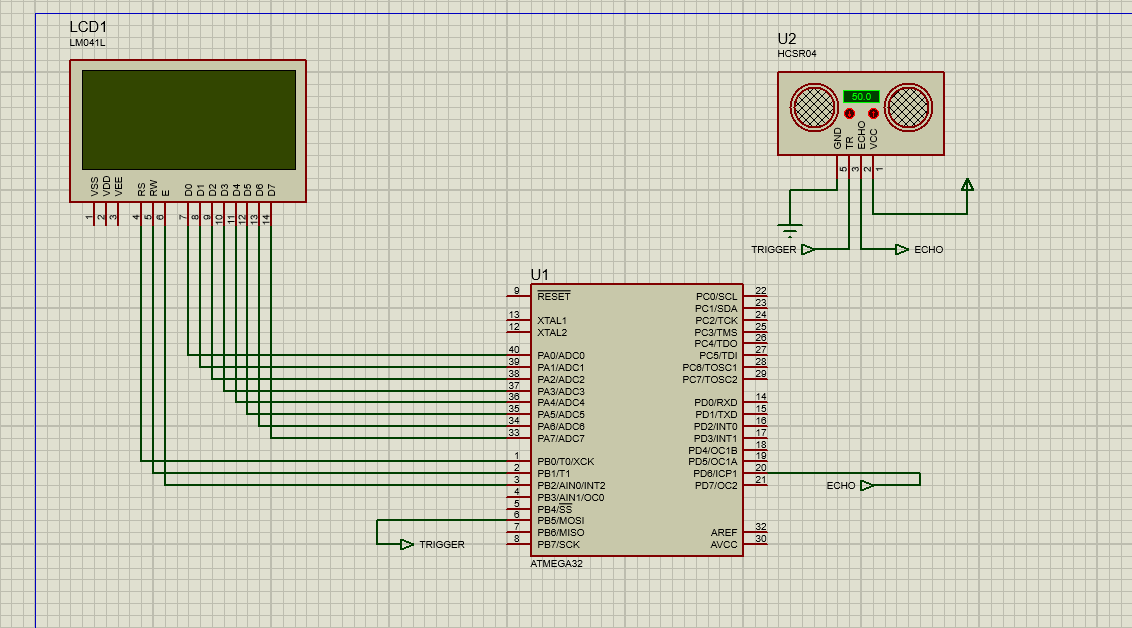 LCD1
LM041L
VSS
VDD
VEE
RS
RW
E
D0
D1
D2
D3
D4
D5
D6
D7
1
2
3
4
5
6
7
8
9
10
11
12
13
14
U2
HCSR04
50.0
GND
TR
ECHO
VCC
5
3
2
1
TRIGGER
ECHO
U1
9 RESET
13 XTAL1
12 XTAL2
40 PA0/ADC0
39 PA1/ADC1
38 PA2/ADC2
37 PA3/ADC3
36 PA4/ADC4
35 PA5/ADC5
34 PA6/ADC6
33 PA7/ADC7
1 PB0/T0/XCK
2 PB1/T1
3 PB2/AIN0/INT2
4 PB3/AIN1/OC0
5 PB4/SS
6 PB5/MOSI
7 PB6/MISO
8 PB7/SCK
PC0/SCL 22
PC1/SDA 23
PC2/TCK 24
PC3/TMS 25
PC4/TDO 26
PC5/TDI 27
PC6/TOSC1 28
PC7/TOSC2 29
PD0/RXD 14
PD1/TXD 15
PD2/INT0 16
PD3/INT1 17
PD4/OC1B 18
PD5/OC1A 19
PD6/ICP1 20
PD7/OC2 21
AREF 32
AVCC 30
ATMEGA32
ECHO
TRIGGER